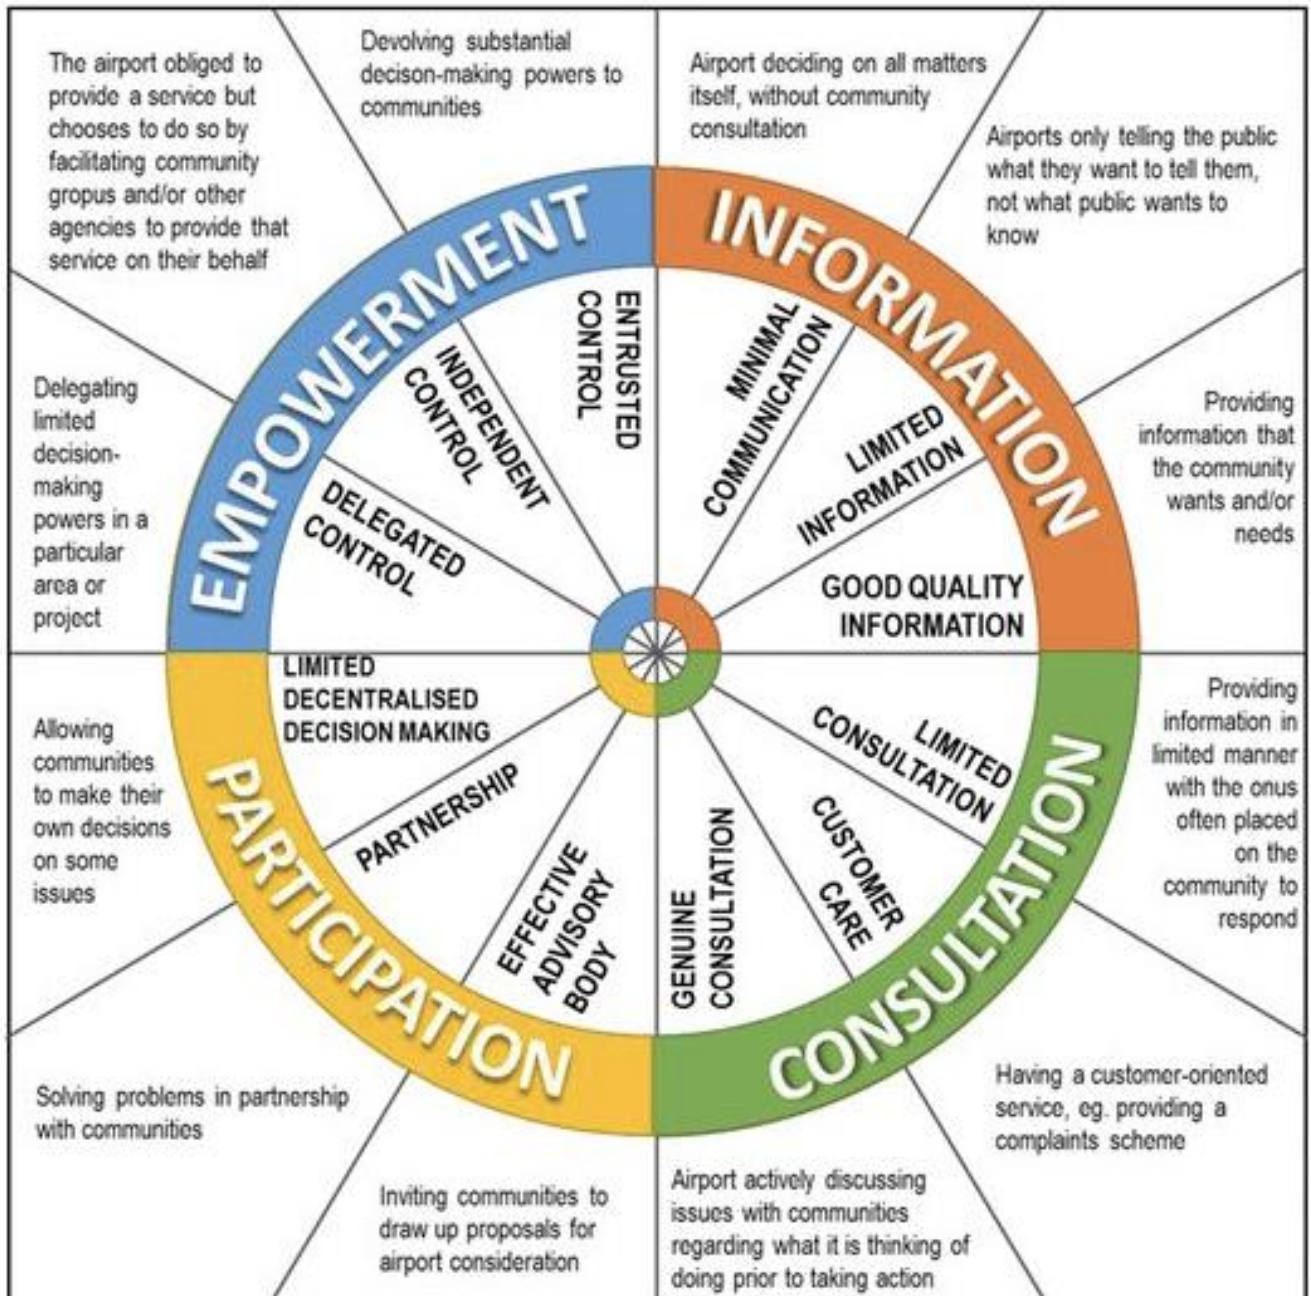 The airport obliged to
provide a service but
chooses to do so by
facilitating community
gropus and/or other
agencies to provide that
service on their behalf
Devolving substantial
decison-making powers to
communities
Airport deciding on all matters
itself, without community
consultation
Airports only telling the public
what they want to tell them,
not what public wants to
know
Delegating
limited
decision-
making
powers in a
particular
area or
project
Providing
information that
the community
wants and/or
needs
EMPOWERMENT
INFORMATION
ENTRUSTED
CONTROL
INDEPENDENT
CONTROL
DELEGATED
CONTROL
MINIMAL
COMMUNICATION
LIMITED
INFORMATION
GOOD QUALITY
INFORMATION
LIMITED
DECENTRALISED
DECISION MAKING
PARTNERSHIP
EFFECTIVE
ADVISORY
BODY
GENUINE
CONSULTATION
CUSTOMER
CARE
LIMITED
CONSULTATION
PARTICIPATION
CONSULTATION
Allowing
communities
to make their
own decisions
on some
issues
Providing
information in
limited manner
with the onus
often placed
on the
community to
respond
Solving problems in partnership
with communities
Inviting communities to
draw up proposals for
airport consideration
Airport actively discussing
issues with communities
regarding what it is thinking of
doing prior to taking action
Having a customer-oriented
service, eg. providing a
complaints scheme